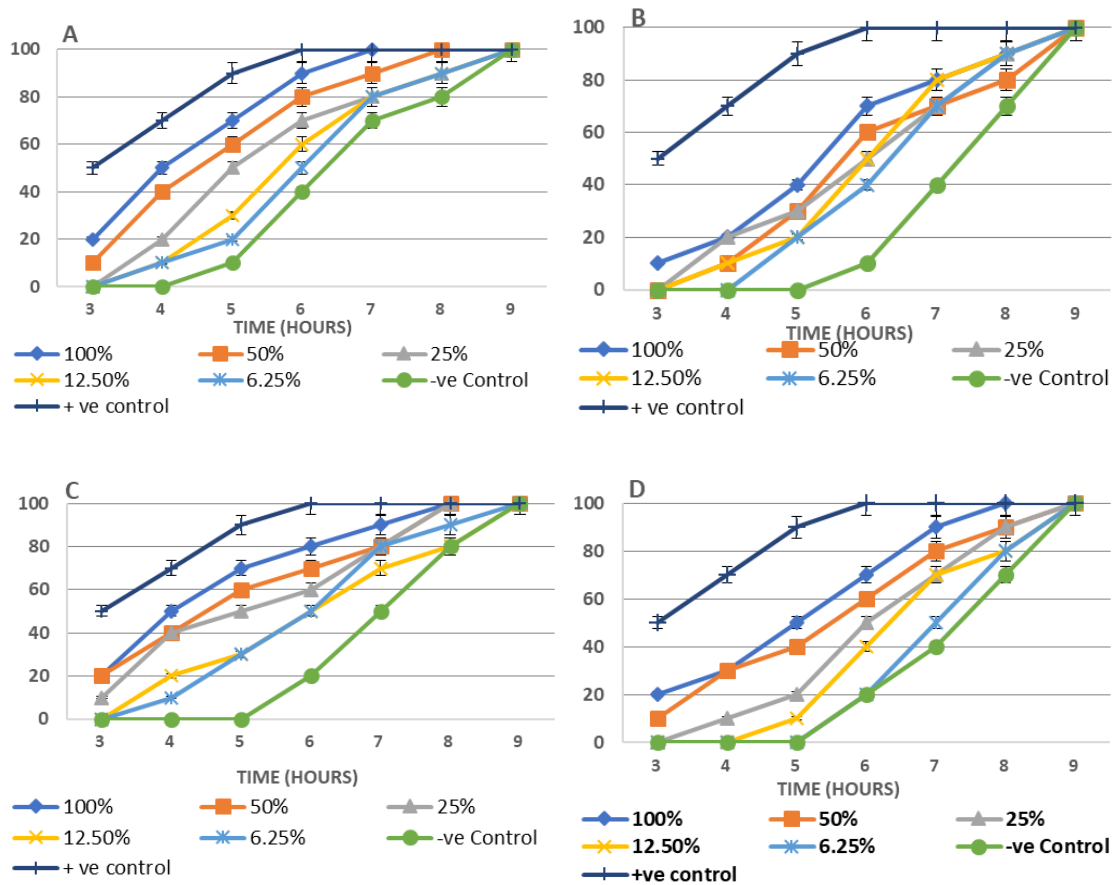 A
100
80
60
40
20
0
3 4 5 6 7 8 9
TIME (HOURS)
100% 50% 25%
12.50% 6.25% -ve Control
+ ve control
B
100
80
60
40
20
0
3 4 5 6 7 8 9
TIME (HOURS)
100% 50% 25%
12.50% 6.25% -ve Control
+ ve control
C
100
80
60
40
20
0
3 4 5 6 7 8 9
TIME (HOURS)
100% 50% 25%
12.50% 6.25% -ve Control
+ ve control
D
100
80
60
40
20
0
3 4 5 6 7 8 9
TIME (HOURS)
100% 50% 25%
12.50% 6.25% -ve Control
+ve control